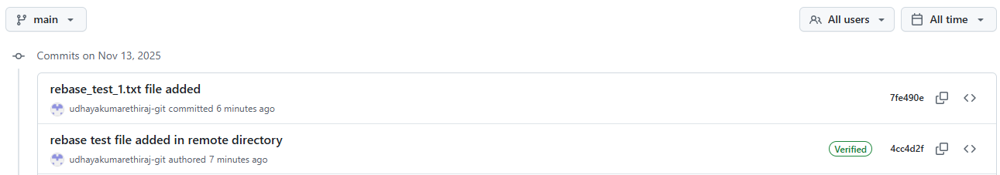 main All users All time
Commits on Nov 13, 2025
rebase_test_1.txt file added
udhayakumarethiraj-git committed 6 minutes ago 7fe490e
rebase test file added in remote directory
udhayakumarethiraj-git authored 7 minutes ago Verified 4cc4d2f